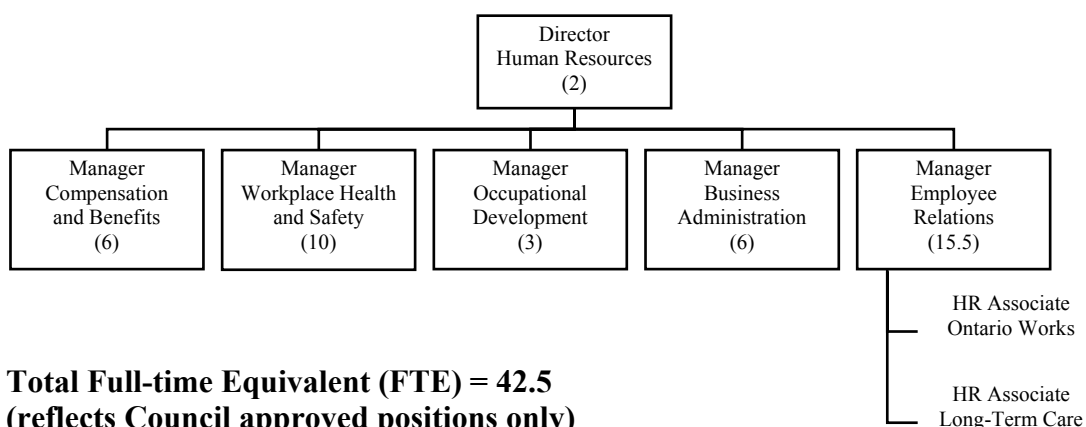 Director
Human Resources
(2)
Manager
Compensation
and Benefits
(6)
Manager
Workplace Health
and Safety
(10)
Manager
Occupational
Development
(3)
Manager
Business
Administration
(6)
Manager
Employee
Relations
(15.5)
HR Associate
Ontario Works
HR Associate
Long-Term Care
Total Full-time Equivalent (FTE) = 42.5
(reflects Council approved positions only)